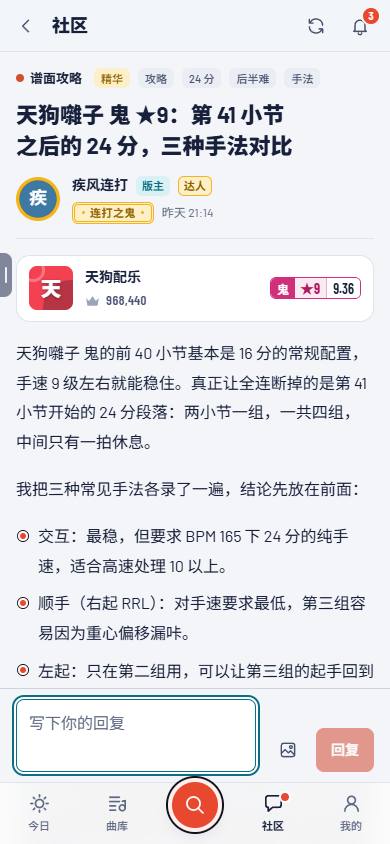 社区
3
谱面攻略 精华 攻略 24 分 后半难 手法
天狗囃子 鬼 ★9：第 41 小节
之后的 24 分，三种手法对比
疾
疾风连打 版主 达人
连打之鬼 昨天 21:14
天
天狗配乐
968,440
鬼 ★9 9.36
天狗囃子 鬼的前 40 小节基本是 16 分的常规配置，
手速 9 级左右就能稳住。真正让全连断掉的是第 41
小节开始的 24 分段落：两小节一组，一共四组，
中间只有一拍休息。
我把三种常见手法各录了一遍，结论先放在前面：
交互：最稳，但要求 BPM 165 下 24 分的纯手
速，适合高速处理 10 以上。
顺手（右起 RRL）：对手速要求最低，第三组容
易因为重心偏移漏咔。
左起：只在第二组用，可以让第三组的起手回到
写下你的回复
回复
今日 曲库 社区 我的